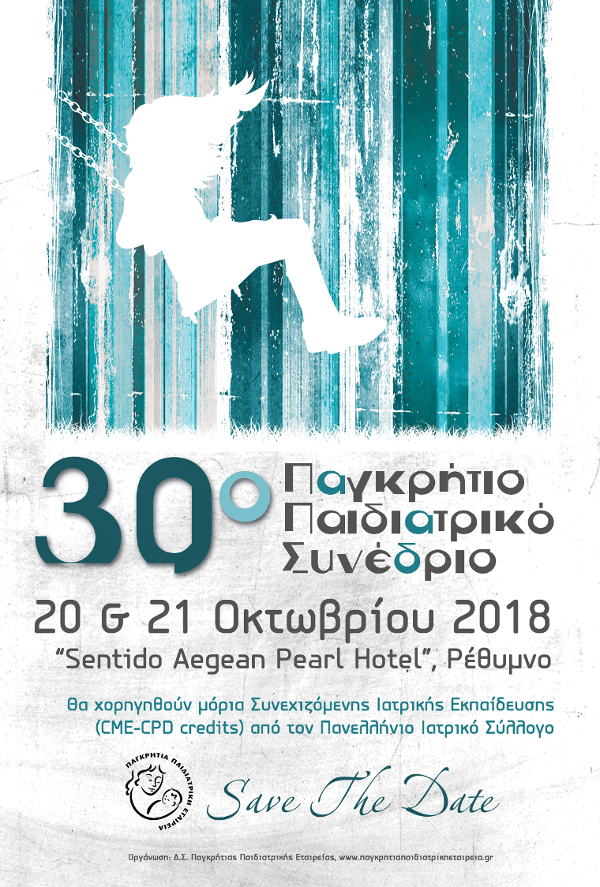 30ο Παγκρήτιο
Παιδιατρικό
Συνέδριο
20 & 21 Οκτωβρίου 2018
“Sentido Aegean Pearl Hotel”, Ρέθυμνο
Θα χορηγηθούν μόρια Συνεχιζόμενης Ιατρικής Εκπαίδευσης
(CME-CPD credits) από τον Πανελλήνιο Ιατρικό Σύλλογο
ΠΑΓΚΡΗΤΙΑ ΠΑΙΔΙΑΤΡΙΚΗ ΕΤΑΙΡΕΙΑ
Save The Date
Οργάνωση: Δ.Σ. Παγκρήτιας Παιδιατρικής Εταιρείας, www.παγκρητιαπαιδιατρικηεταιρεια.gr